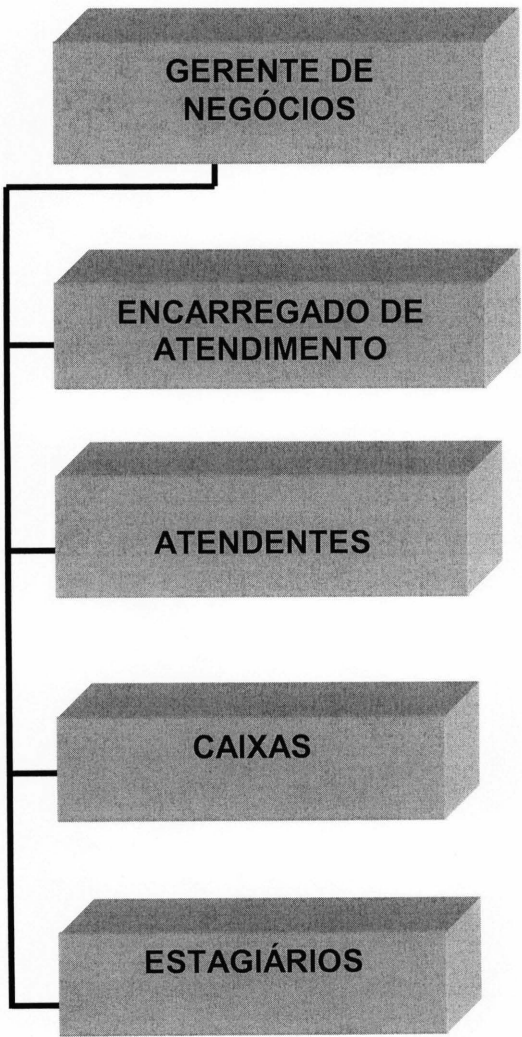 GERENTE DE
NEGÓCIOS
ENCARREGADO DE
ATENDIMENTO
ATENDENTES
CAIXAS
ESTAGIÁRIOS